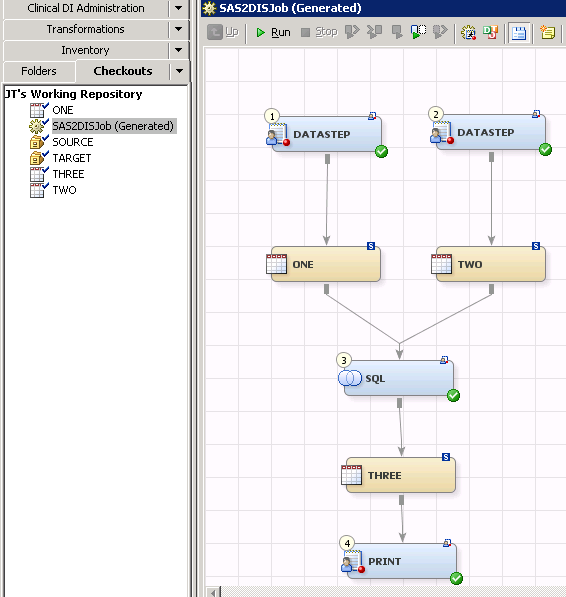 Clinical DI Administration
Transformations
Inventory
Folders
Checkouts
JT's Working Repository
ONE
SAS2DISJob (Generated)
SOURCE
TARGET
THREE
TWO
SAS2DISJob (Generated)
Up
Run
Stop
1
DATASTEP
2
DATASTEP
S
ONE
S
TWO
3
SQL
S
THREE
4
PRINT